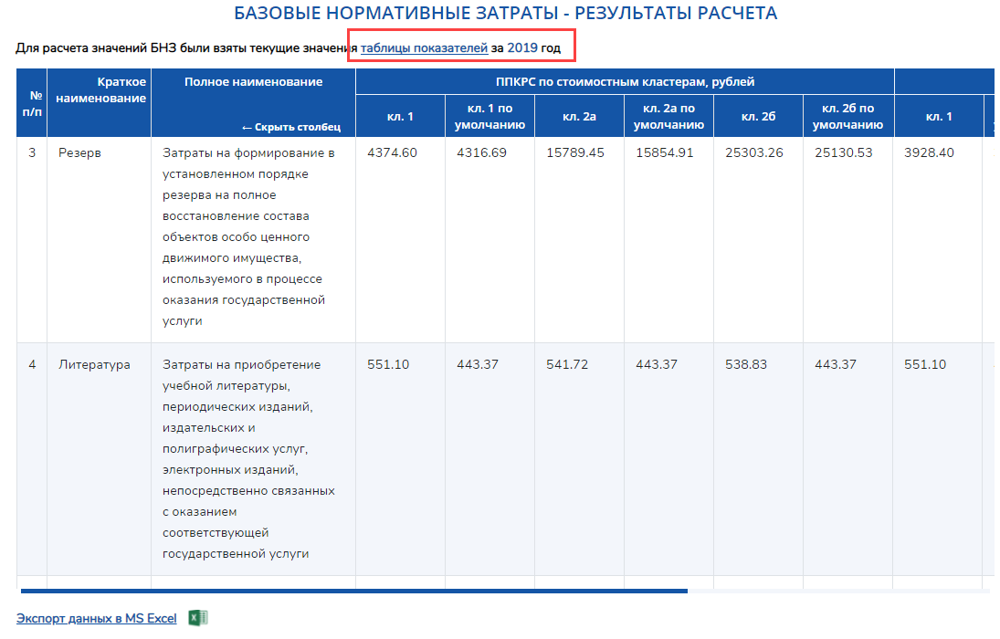 БАЗОВЫЕ НОРМАТИВНЫЕ ЗАТРАТЫ - РЕЗУЛЬТАТЫ РАСЧЕТА
Для расчета значений БНЗ были взяты текущие значения таблицы показателей за 2019 год
№ п/п
Краткое наименование
Полное наименование
← Скрыть столбец
ППКРС по стоимостным кластерам, рублей
кл. 1
кл. 1 по умолчанию
кл. 2а
кл. 2а по умолчанию
кл. 2б
кл. 2б по умолчанию
кл. 1
3 Резерв Затраты на формирование в 4374.60 4316.69 15789.45 15854.91 25303.26 25130.53 3928.40
установленном порядке
резерва на полное
восстановление состава
объектов особо ценного
движимого имущества,
используемого в процессе
оказания государственной
услуги
4 Литература Затраты на приобретение 551.10 443.37 541.72 443.37 538.83 443.37 551.10
учебной литературы,
периодических изданий,
издательских и
полиграфических услуг,
электронных изданий,
непосредственно связанных
с оказанием
соответствующей
государственной услуги
Экспорт данных в MS Excel